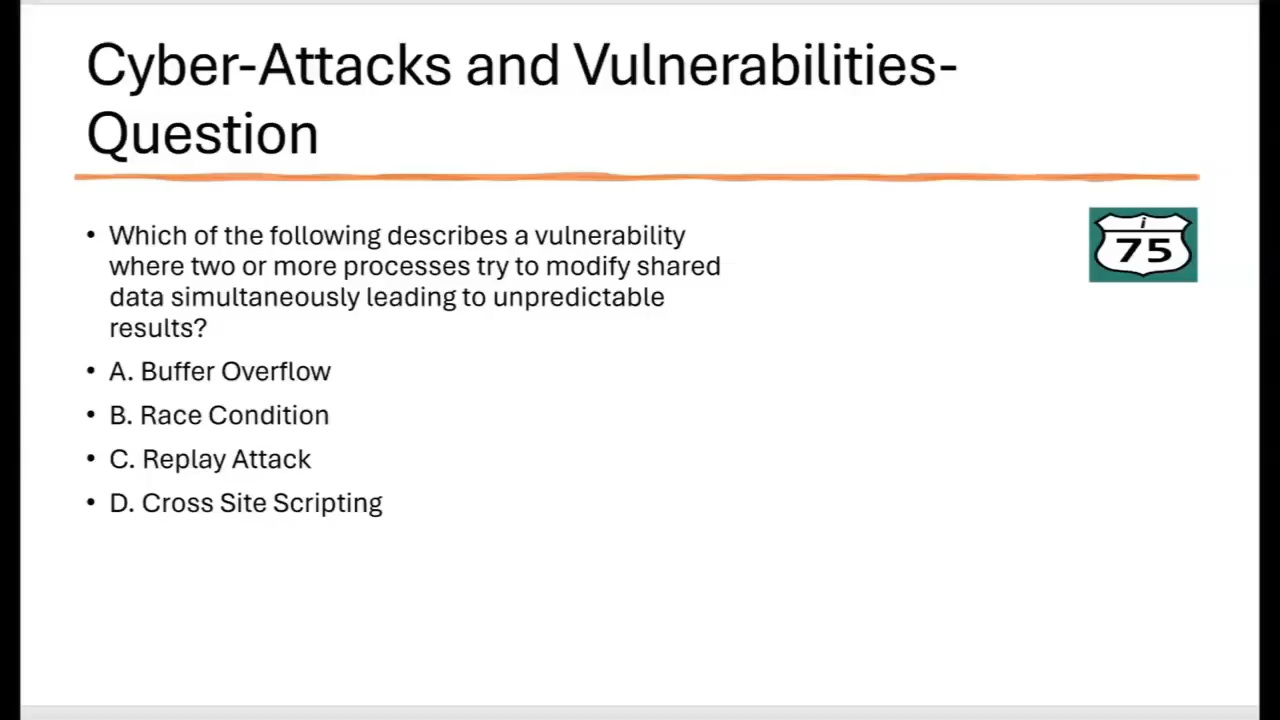 Cyber-Attacks and Vulnerabilities-
Question
• Which of the following describes a vulnerability
where two or more processes try to modify shared
data simultaneously leading to unpredictable
results?
• A. Buffer Overflow
• B. Race Condition
• C. Replay Attack
• D. Cross Site Scripting
i
75